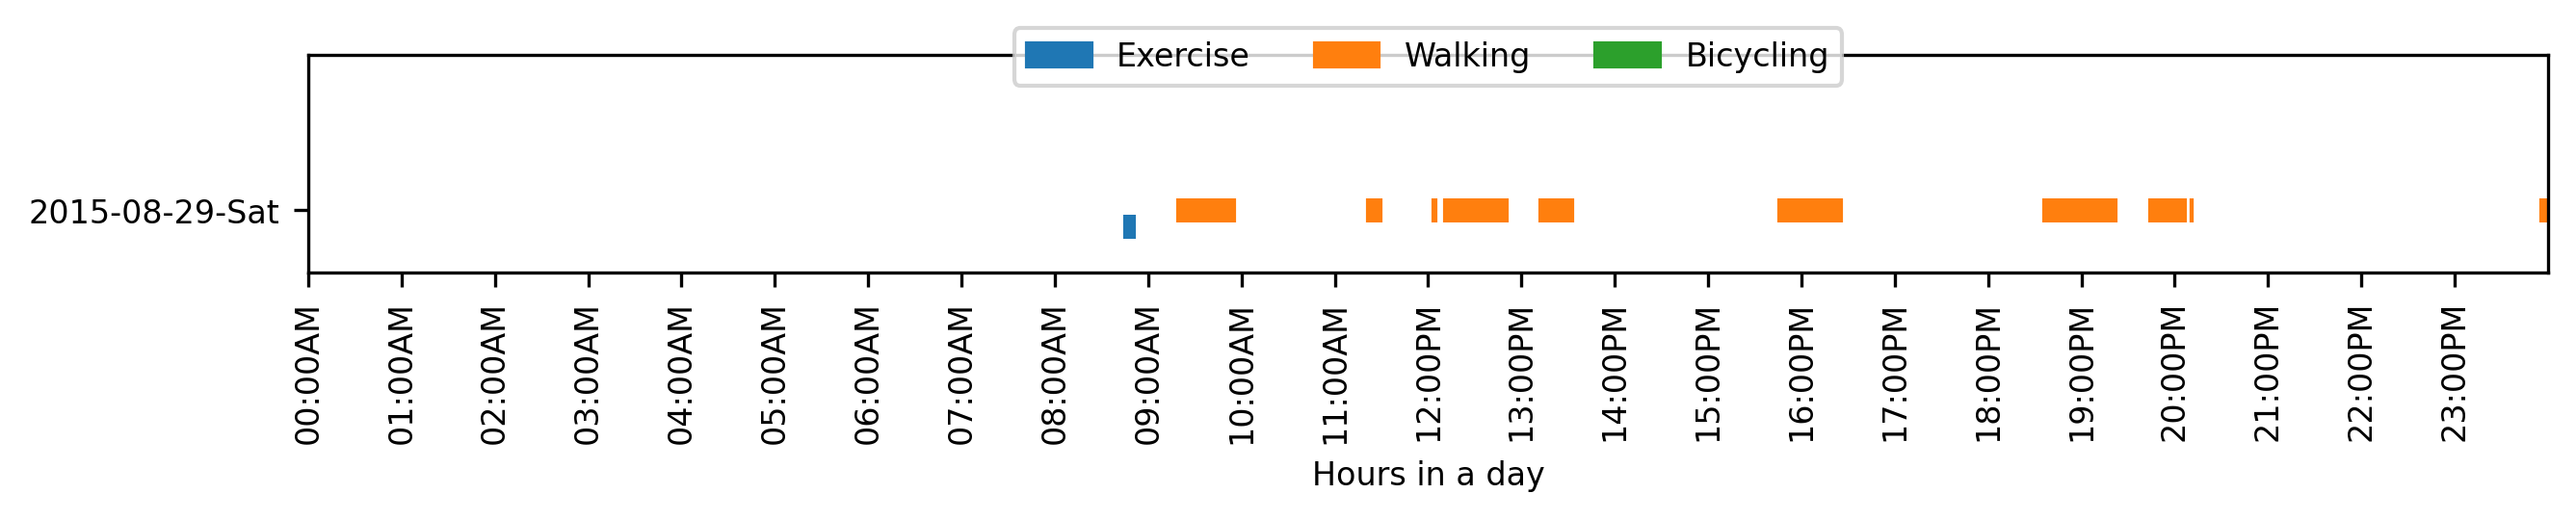 Exercise Walking Bicycling
2015-08-29-Sat
00:00AM
01:00AM
02:00AM
03:00AM
04:00AM
05:00AM
06:00AM
07:00AM
08:00AM
09:00AM
10:00AM
11:00AM
12:00PM
13:00PM
14:00PM
15:00PM
16:00PM
17:00PM
18:00PM
19:00PM
20:00PM
21:00PM
22:00PM
23:00PM
Hours in a day